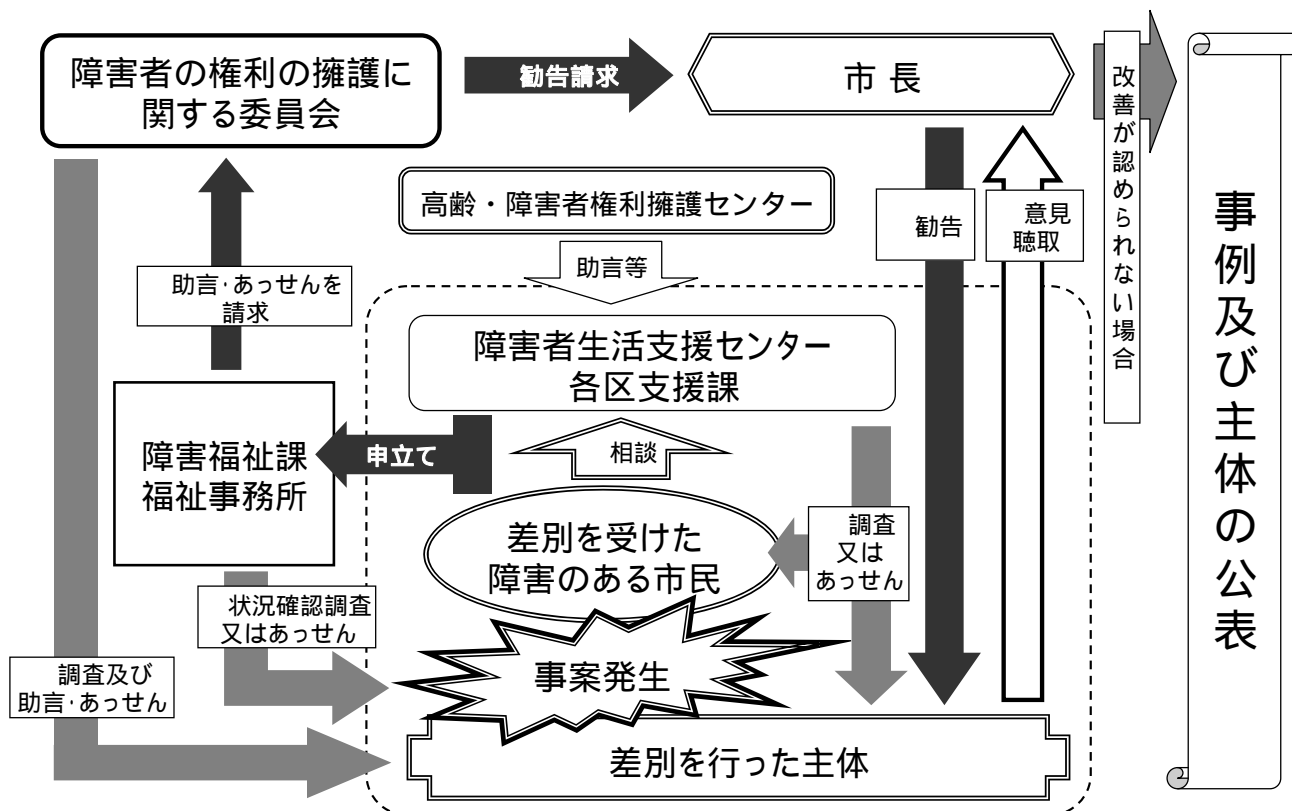 障害者の権利の擁護に
関する委員会
勧告請求
市長
改善が認められない場合
事例及び主体の公表
高齢・障害者権利擁護センター
勧告
意見
聴取
助言等
助言・あっせんを
請求
障害者生活支援センター
各区支援課
障害福祉課
福祉事務所
申立て
相談
差別を受けた
障害のある市民
調査
又は
あっせん
状況確認調査
又はあっせん
事案発生
調査及び
助言・あっせん
差別を行った主体